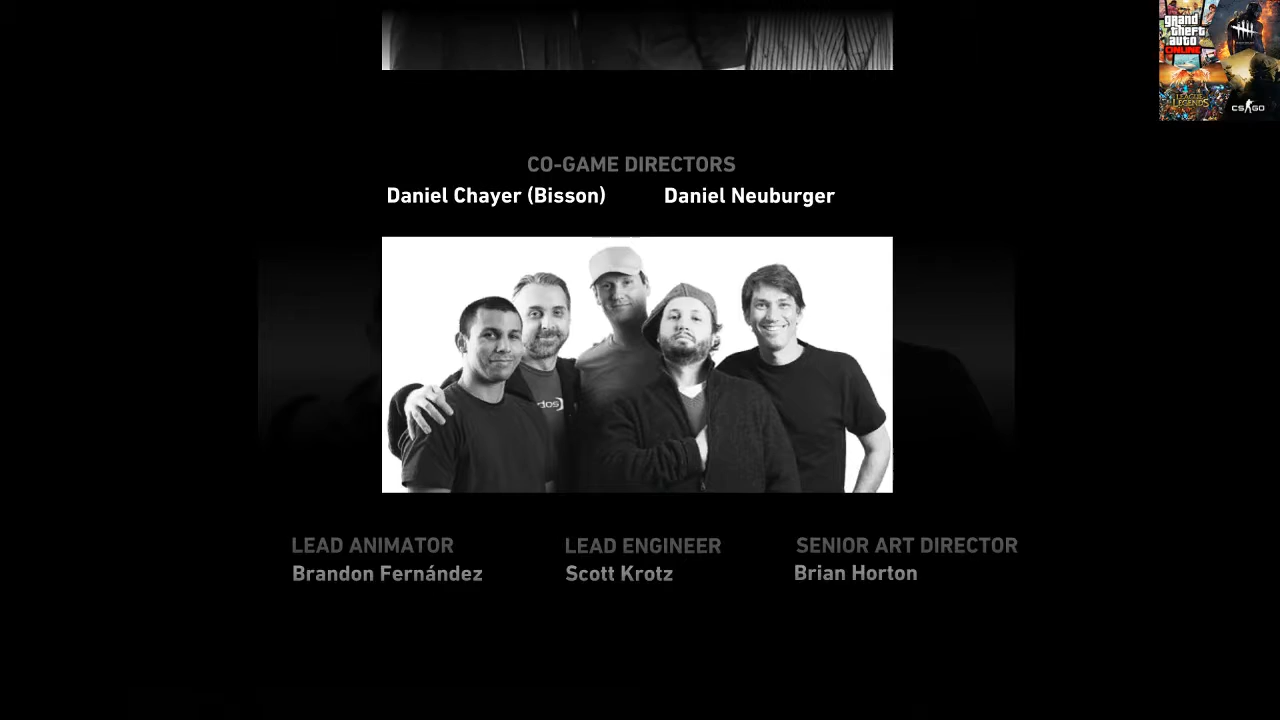 grand
theft
auto
ONLINE
LEAGUE
LEGENDS
CS GO
CO-GAME DIRECTORS
Daniel Chayer (Bisson) Daniel Neuburger
dos
LEAD ANIMATOR LEAD ENGINEER SENIOR ART DIRECTOR
Brandon Fernández Scott Krotz Brian Horton